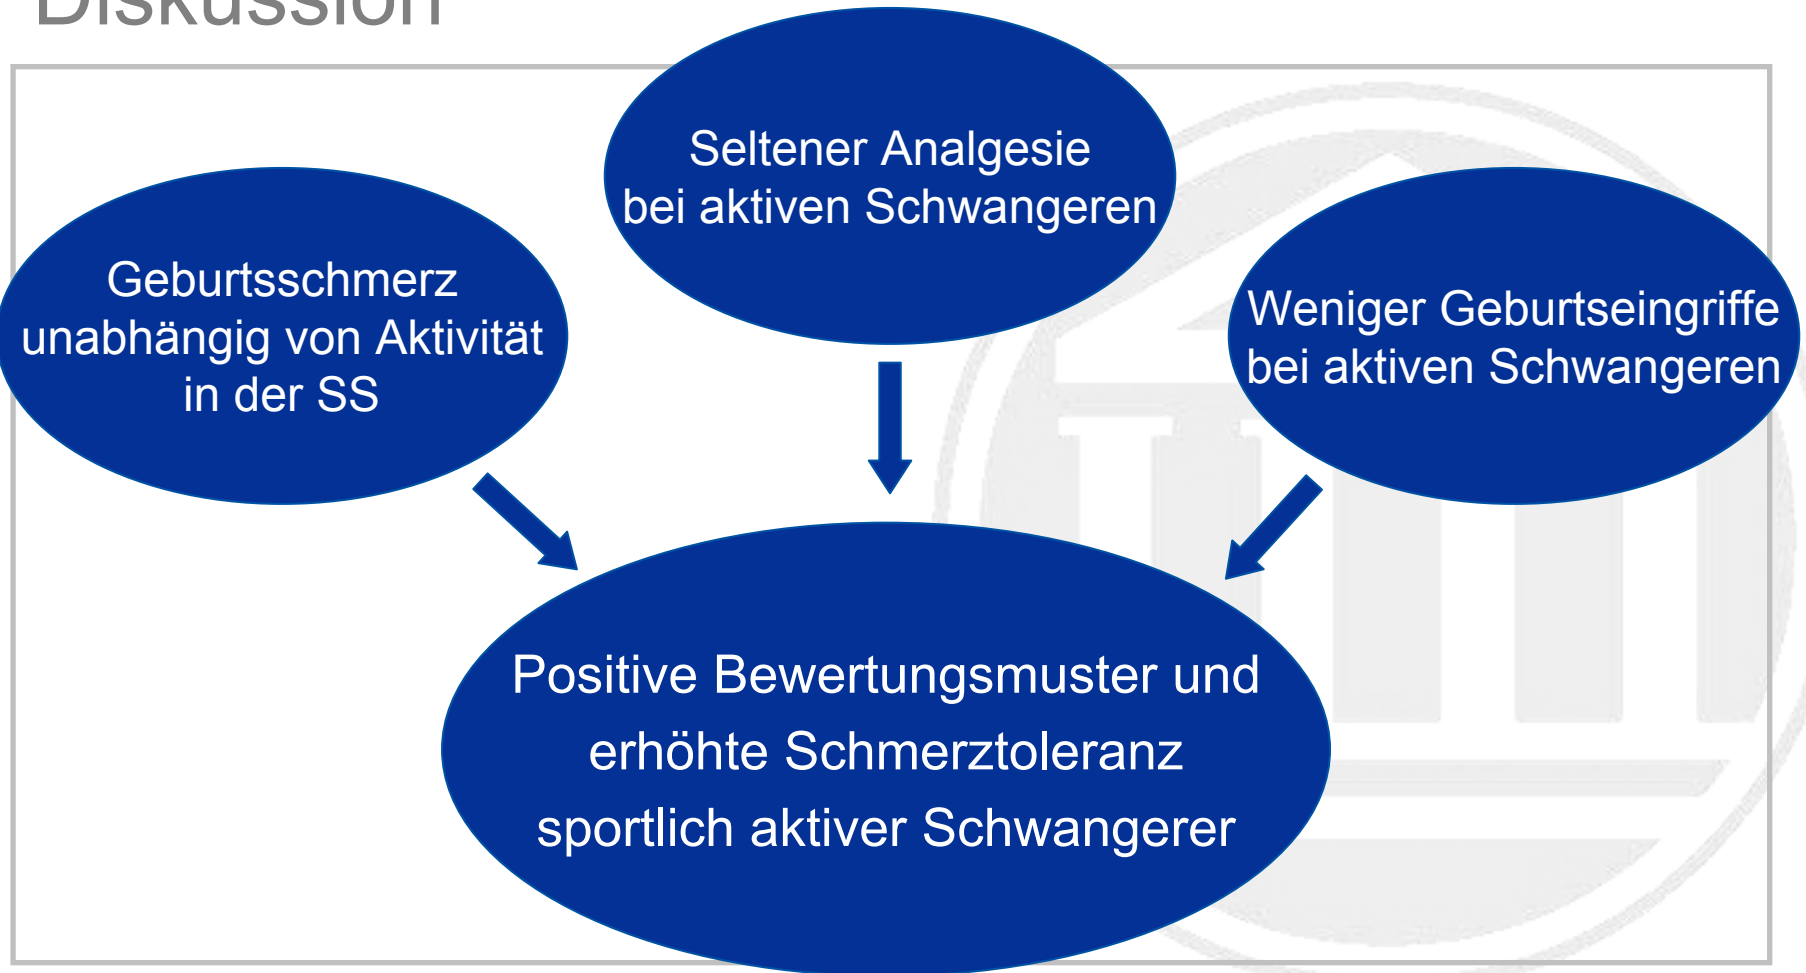 Diskussion
Seltener Analgesie
bei aktiven Schwangeren
Geburtsschmerz
unabhängig von Aktivität
in der SS
Weniger Geburtseingriffe
bei aktiven Schwangeren
Positive Bewertungsmuster und
erhöhte Schmerztoleranz
sportlich aktiver Schwangerer